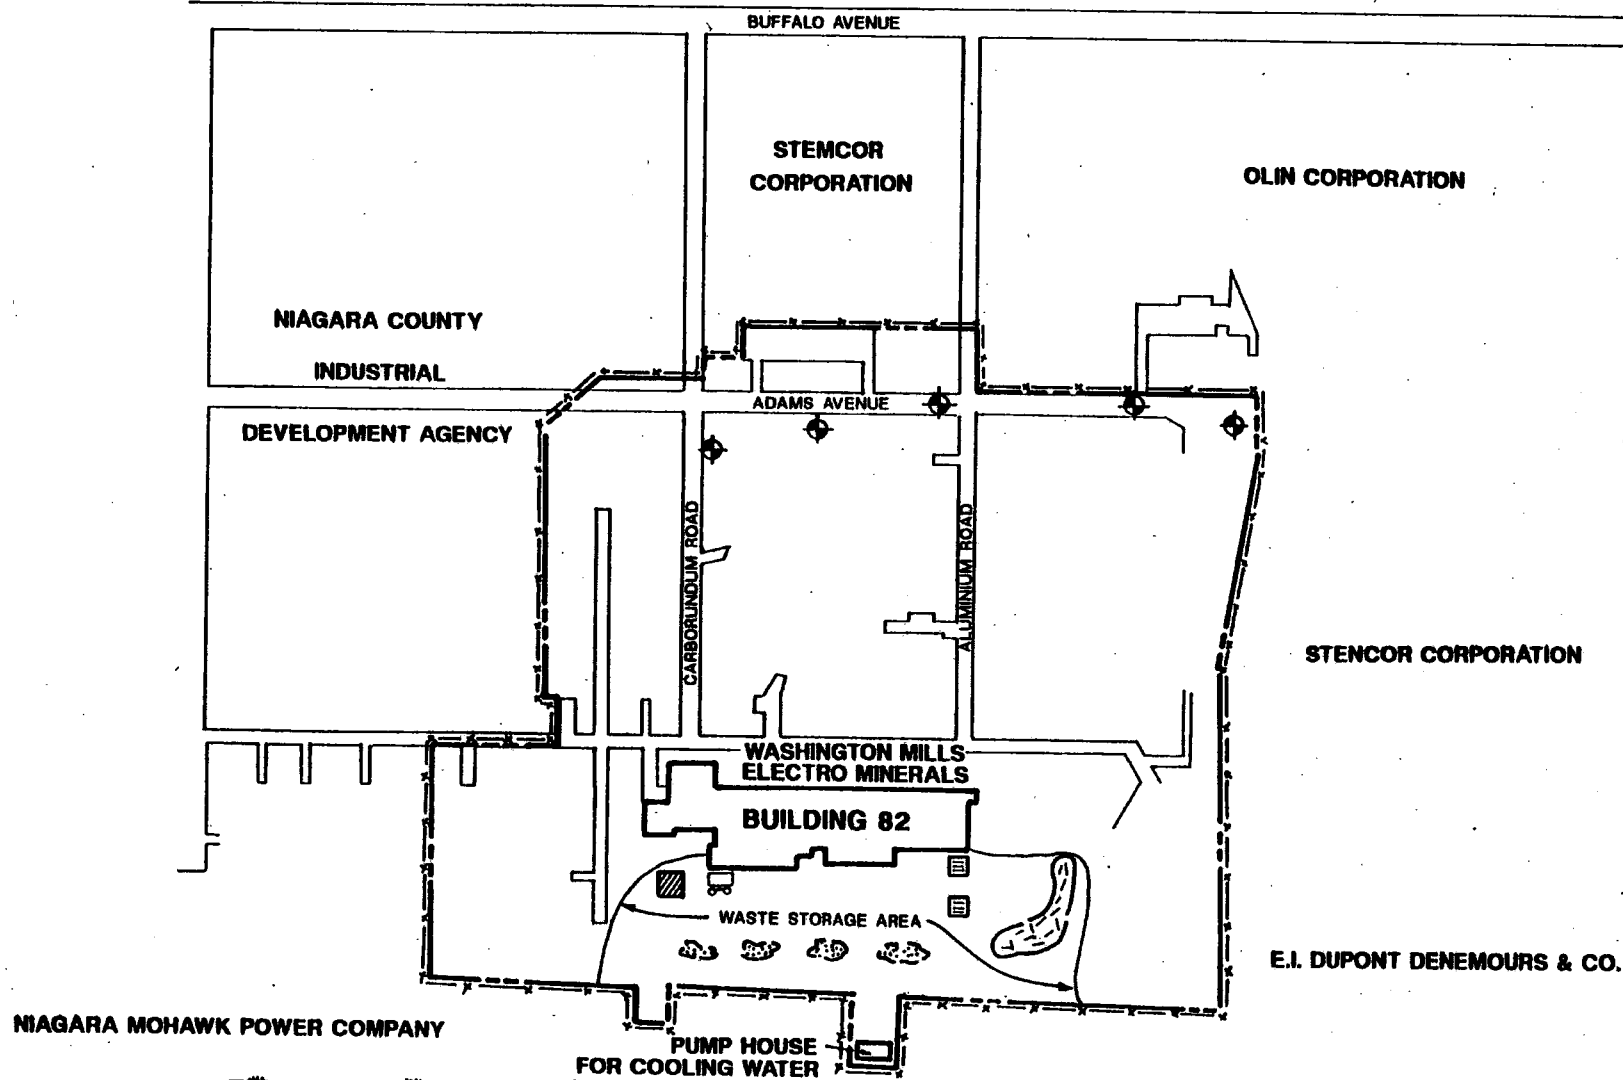 BUFFALO AVENUE
STEMCOR
CORPORATION
OLIN CORPORATION
NIAGARA COUNTY
INDUSTRIAL
DEVELOPMENT AGENCY
ADAMS AVENUE
CARBORUNDUM ROAD
ALUMINIUM ROAD
STENCOR CORPORATION
WASHINGTON MILLS
ELECTRO MINERALS
BUILDING 82
WASTE STORAGE AREA
E.I. DUPONT DENEMOURS & CO.
NIAGARA MOHAWK POWER COMPANY
PUMP HOUSE
FOR COOLING WATER